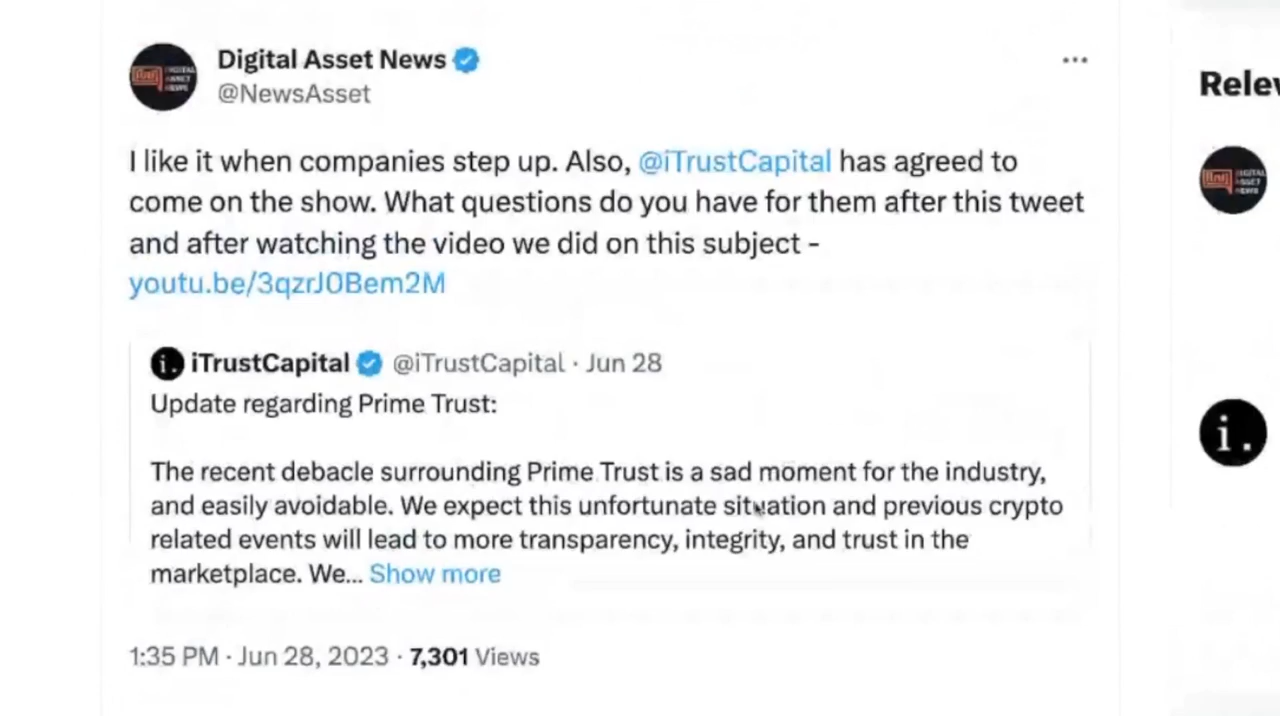 Digital Asset News
@NewsAsset
I like it when companies step up. Also, @iTrustCapital has agreed to
come on the show. What questions do you have for them after this tweet
and after watching the video we did on this subject -
youtu.be/3qzrJ0Bem2M
iTrustCapital @iTrustCapital · Jun 28
Update regarding Prime Trust:
The recent debacle surrounding Prime Trust is a sad moment for the industry,
and easily avoidable. We expect this unfortunate situation and previous crypto
related events will lead to more transparency, integrity, and trust in the
marketplace. We... Show more
1:35 PM · Jun 28, 2023 · 7,301 Views
Rele
i.